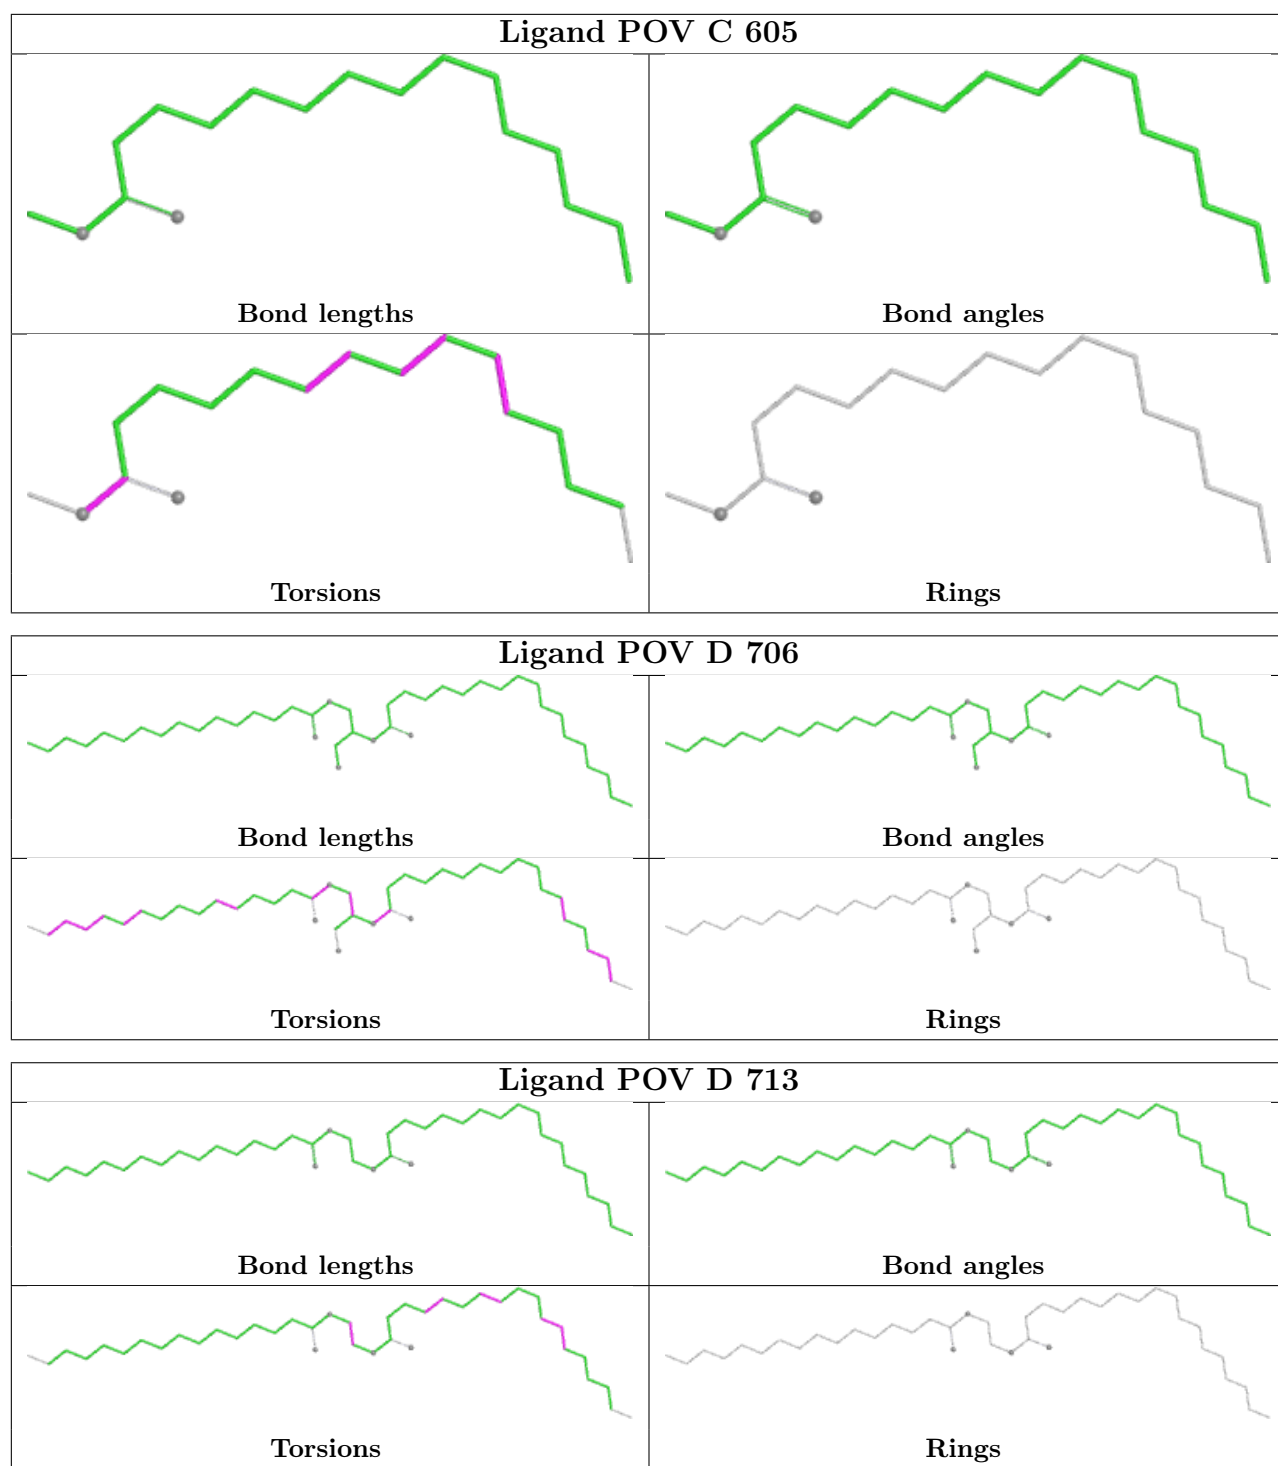 Ligand POV C 605
Bond lengths
Bond angles
Torsions
Rings
Ligand POV D 706
Bond lengths
Bond angles
Torsions
Rings
Ligand POV D 713
Bond lengths
Bond angles
Torsions
Rings